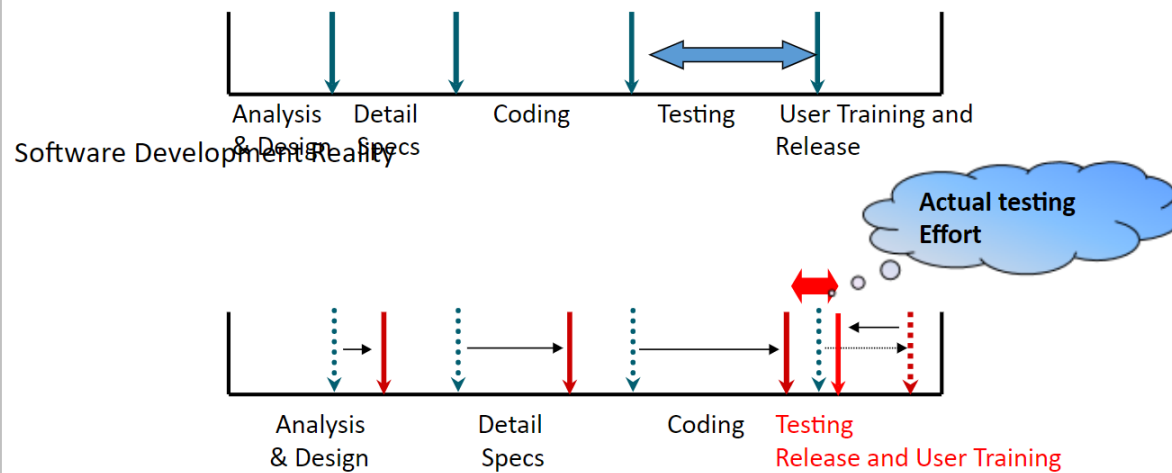 Analysis
& Design
Detail
Specs
Coding
Testing
User Training and
Release
Software Development Reality
Actual testing
Effort
Analysis
& Design
Detail
Specs
Coding
Testing
Release and User Training